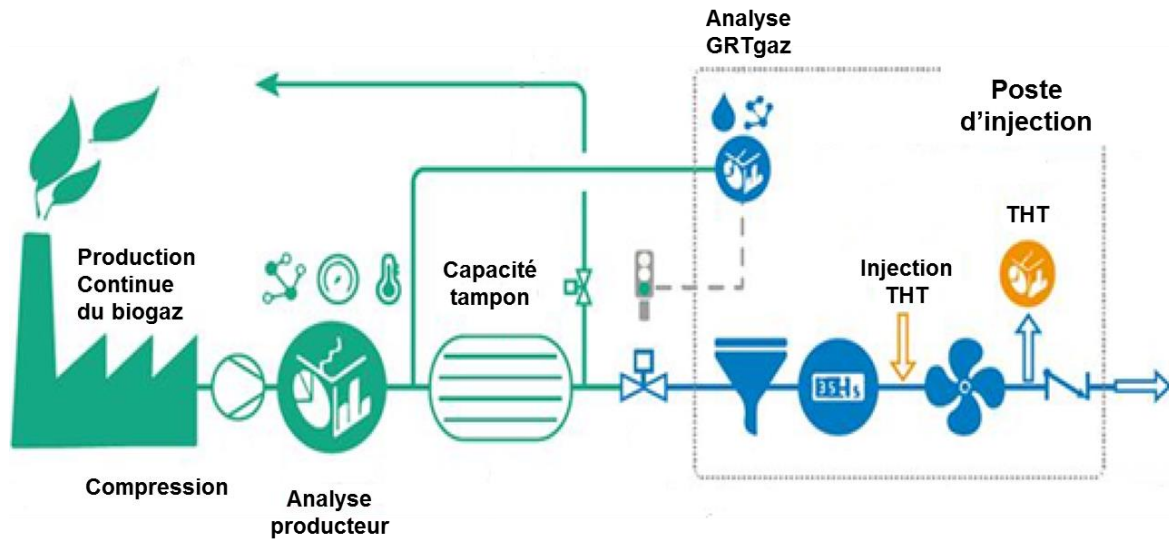 Analyse
GRTgaz
Poste
d’injection
Production
Continue
du biogaz
Capacité
tampon
Injection
THT
THT
Compression
Analyse
producteur